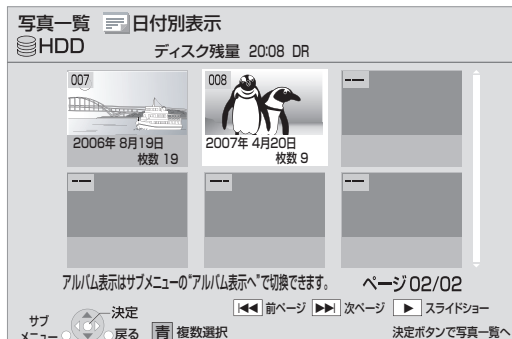 写真一覧 日付別表示
HDD ディスク残量 20:08 DR
007 008 ---
2006年 8月19日 2007年 4月20日
枚数 19 枚数 9
--- --- ---
アルバム表示はサブメニューの“アルバム表示へ”で切換できます。 ページ 02/02
前ページ 次ページ スライドショー
サブ 決定
メニュー 戻る 青 複数選択 決定ボタンで写真一覧へ